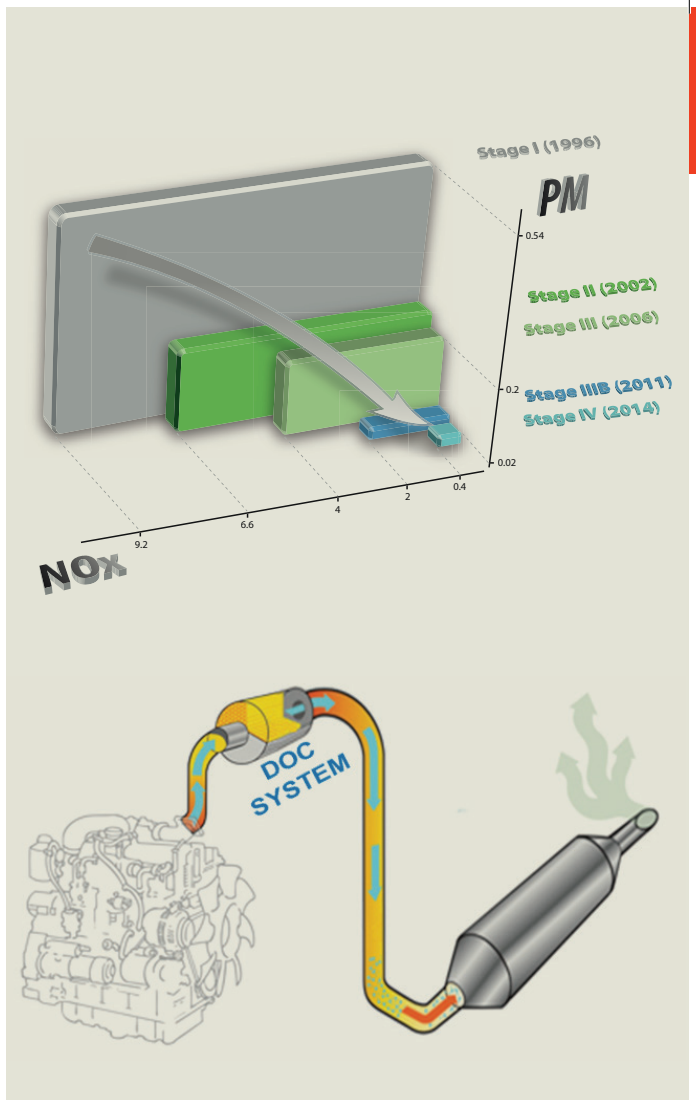 Stage I (1996)
PM
0.54
Stage II (2002)
Stage III (2006)
Stage IIIB (2011)
0.2
Stage IV (2014)
0.02
0.4
2
4
6.6
9.2
NOx
DOC
SYSTEM